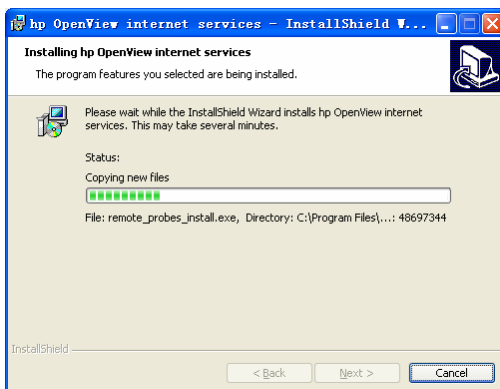 hp OpenView internet services - InstallShield W...
Installing hp OpenView internet services
The program features you selected are being installed.
Please wait while the InstallShield Wizard installs hp OpenView internet
services. This may take several minutes.
Status:
Copying new files
File: remote_probes_install.exe, Directory: C:\Program Files\...: 48697344
InstallShield
< Back
Next >
Cancel